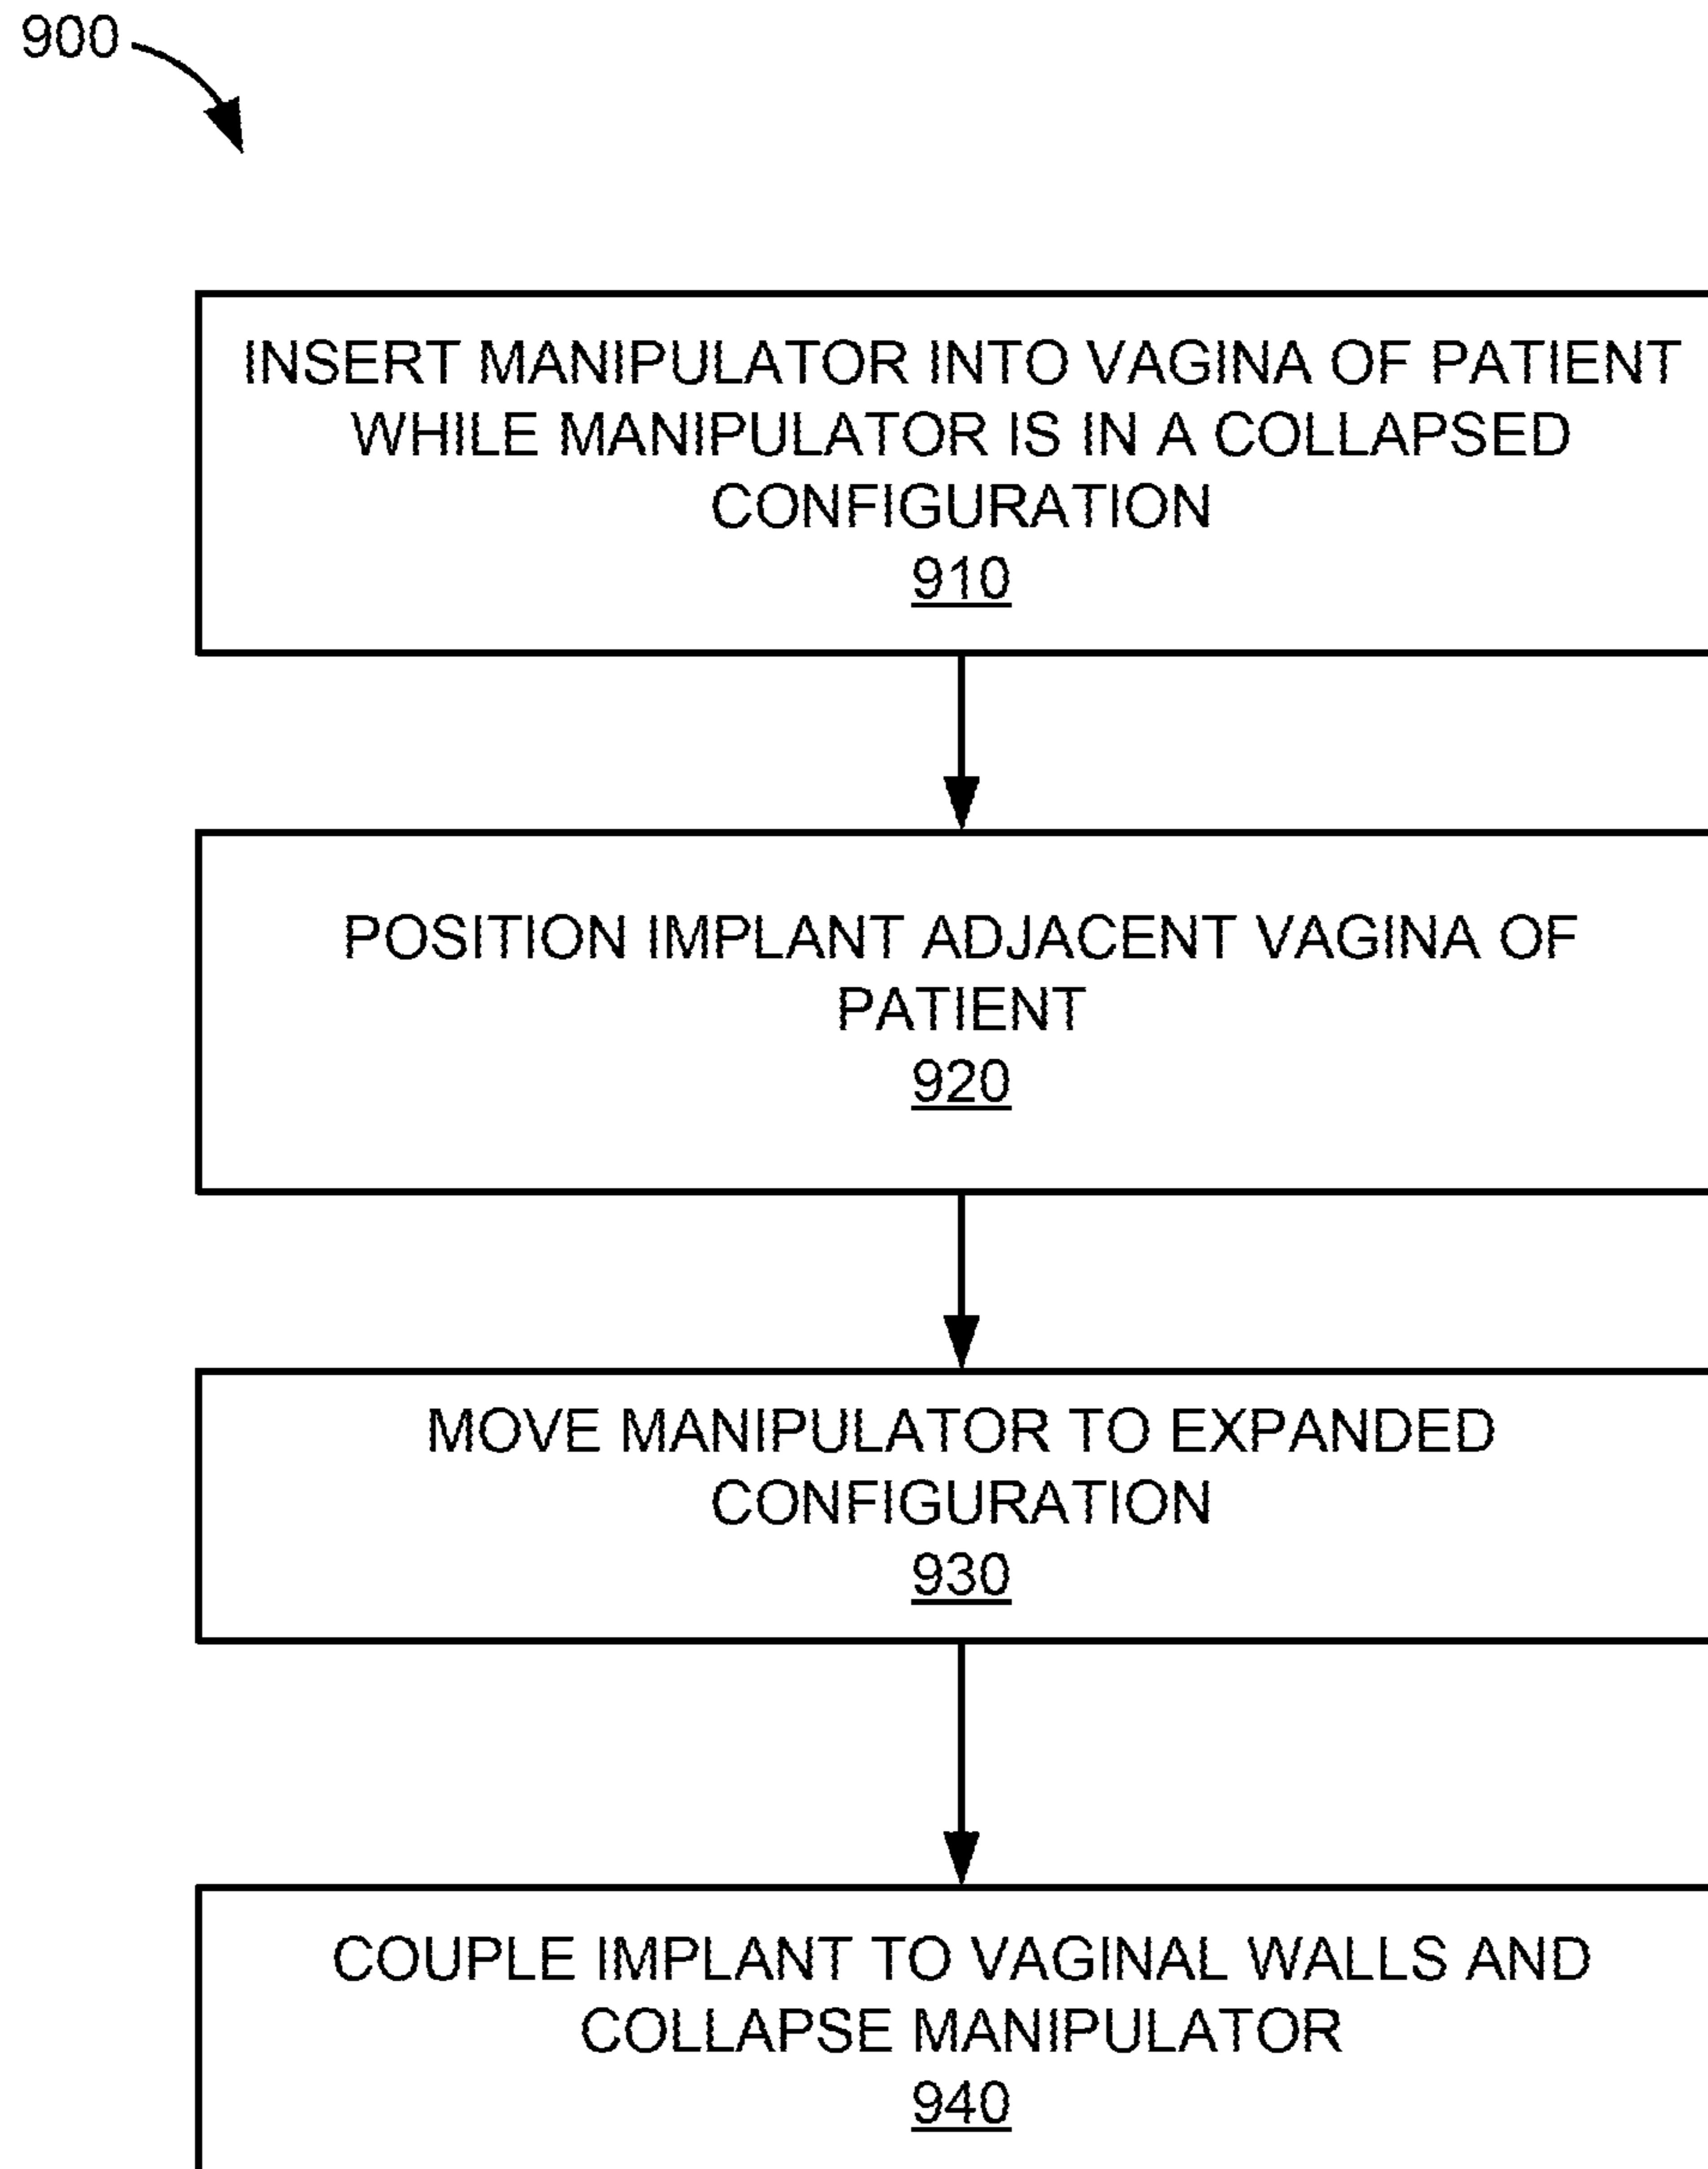 900
INSERT MANIPULATOR INTO VAGINA OF PATIENT
WHILE MANIPULATOR IS IN A COLLAPSED
CONFIGURATION
910
POSITION IMPLANT ADJACENT VAGINA OF
PATIENT
920
MOVE MANIPULATOR TO EXPANDED
CONFIGURATION
930
COUPLE IMPLANT TO VAGINAL WALLS AND
COLLAPSE MANIPULATOR
940